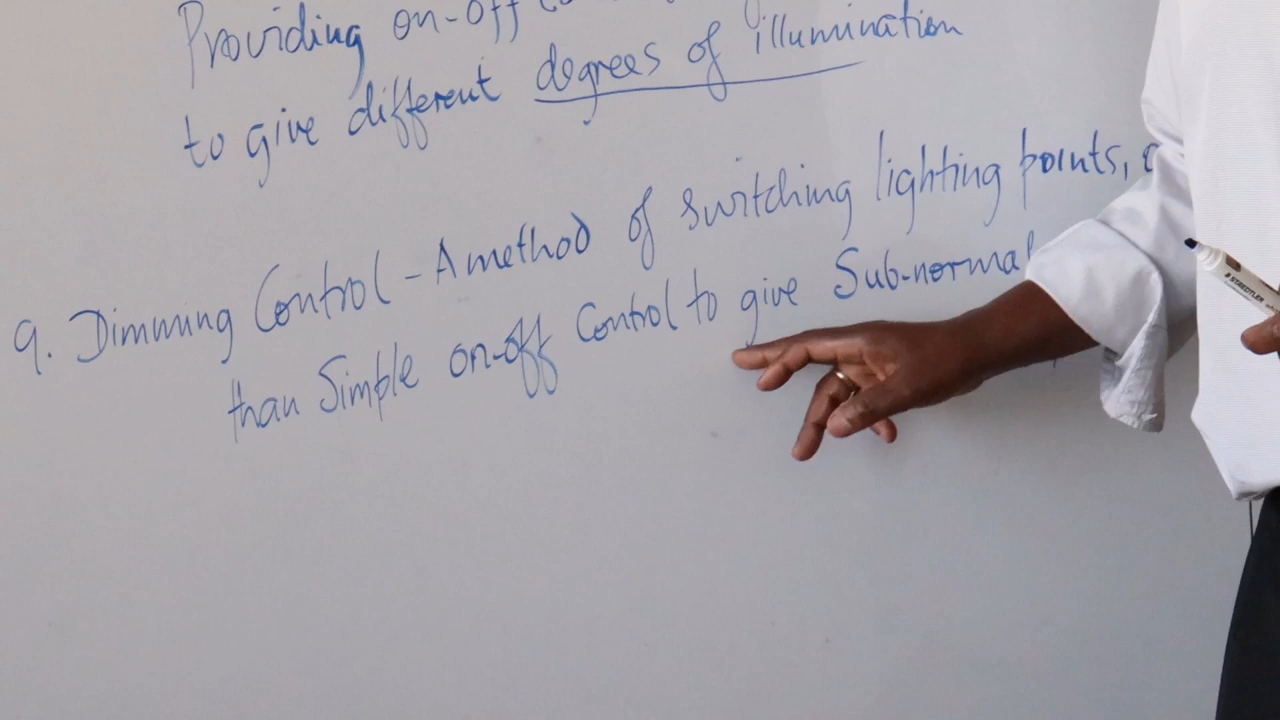 Providing on-off
to give different degrees of illumination
9. Dimming Control - A method of switching lighting points,
than Simple on-off Control to give Sub-normal
STAEDTLER